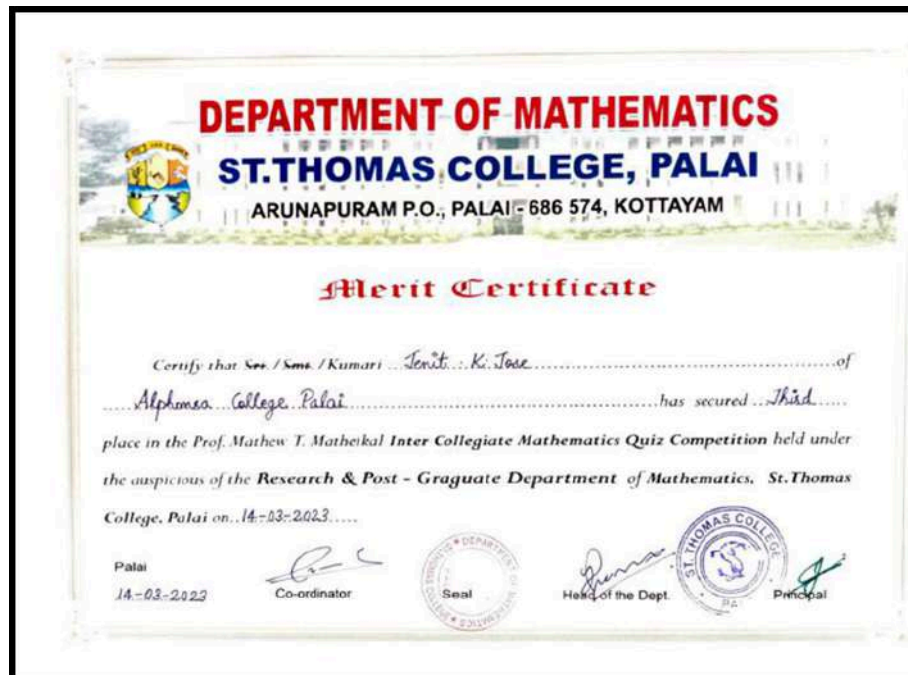 DEPARTMENT OF MATHEMATICS
ST.THOMAS COLLEGE, PALAI
ARUNAPURAM P.O., PALAI - 686 574, KOTTAYAM
Merit Certificate
Certify that Sri. / Smt. / Kumari Jenit . K. Jose of
Alphonsa College Palai has secured Third
place in the Prof. Mathew T. Matheikal Inter Collegiate Mathematics Quiz Competition held under
the auspicious of the Research & Post - Graguate Department of Mathematics, St.Thomas
College, Palai on 14-03-2023
Palai
14-03-2023
Co-ordinator
Seal
Head of the Dept.
Principal
DEPARTMENT OF MATHEMATICS
ST. THOMAS COLLEGE